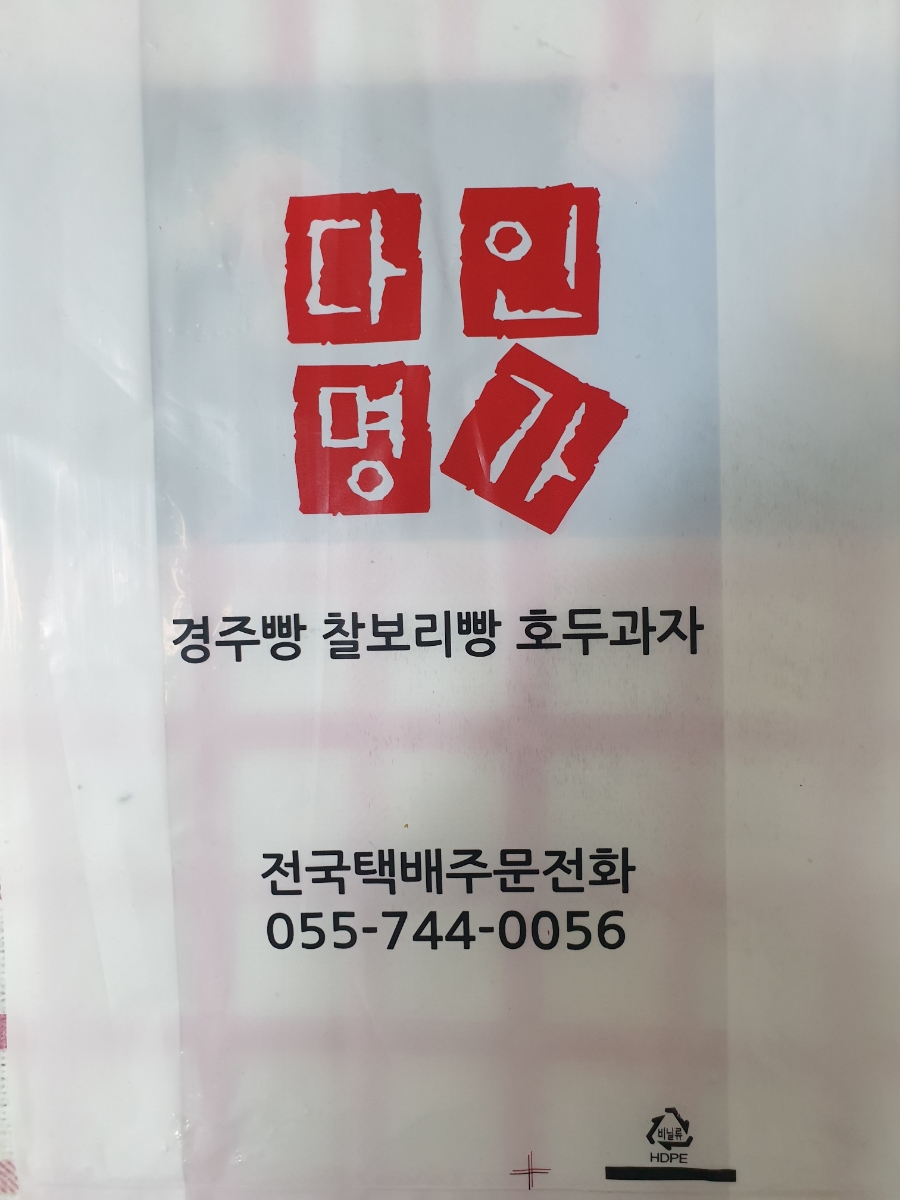 다인
명가
경주빵 찰보리빵 호두과자
전국택배주문전화
055-744-0056
비닐류
HDPE